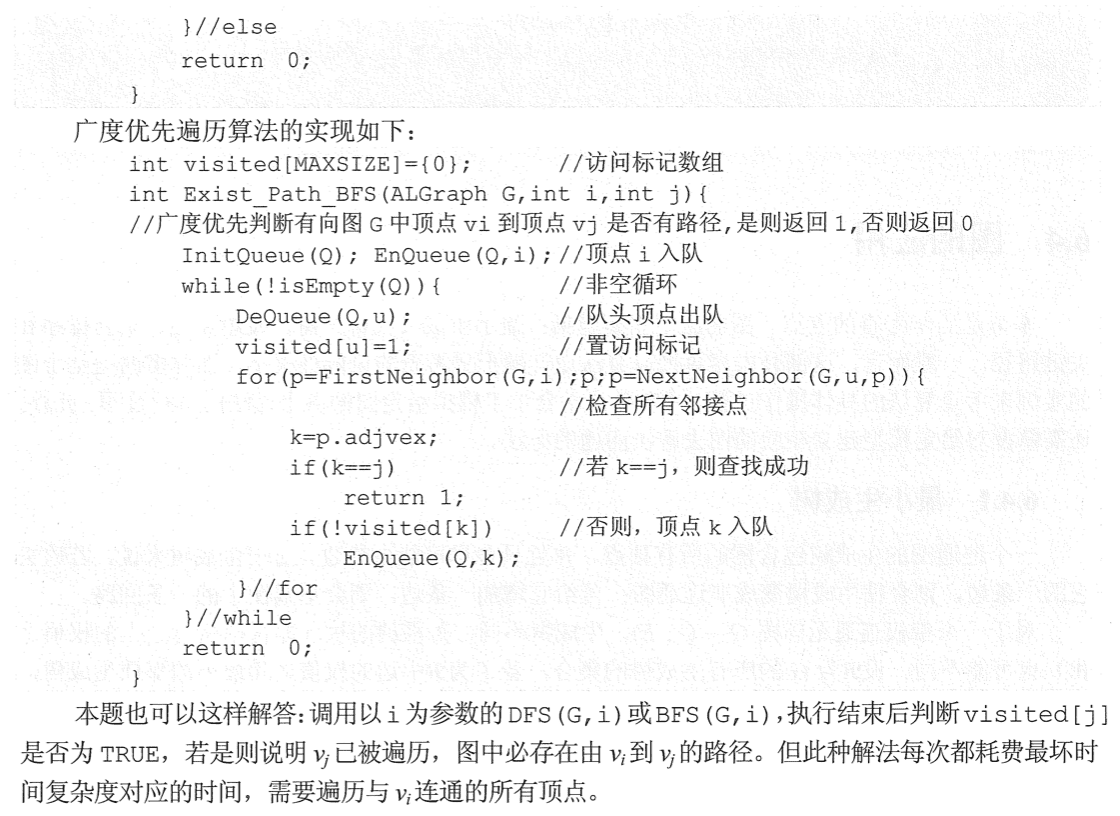 }//else
return 0;
}
广度优先遍历算法的实现如下：
int visited[MAXSIZE]={0}; //访问标记数组
int Exist_Path_BFS(ALGraph G,int i,int j){
//广度优先判断有向图 G 中顶点 vi 到顶点 vj 是否有路径,是则返回 1,否则返回 0
InitQueue(Q); EnQueue(Q,i); //顶点 i 入队
while(!isEmpty(Q)){ //非空循环
DeQueue(Q,u); //队头顶点出队
visited[u]=1; //置访问标记
for(p=FirstNeighbor(G,i);p;p=NextNeighbor(G,u,p)){
//检查所有邻接点
k=p.adjvex;
if(k==j) //若 k==j，则查找成功
return 1;
if(!visited[k]) //否则，顶点 k 入队
EnQueue(Q,k);
}//for
}//while
return 0;
}
本题也可以这样解答：调用以 i 为参数的 DFS(G,i)或 BFS(G,i)，执行结束后判断 visited[j]
是否为 TRUE，若是则说明 vj 已被遍历，图中必存在由 vi 到 vj 的路径。但此种解法每次都耗费最坏时
间复杂度对应的时间，需要遍历与 vi 连通的所有顶点。